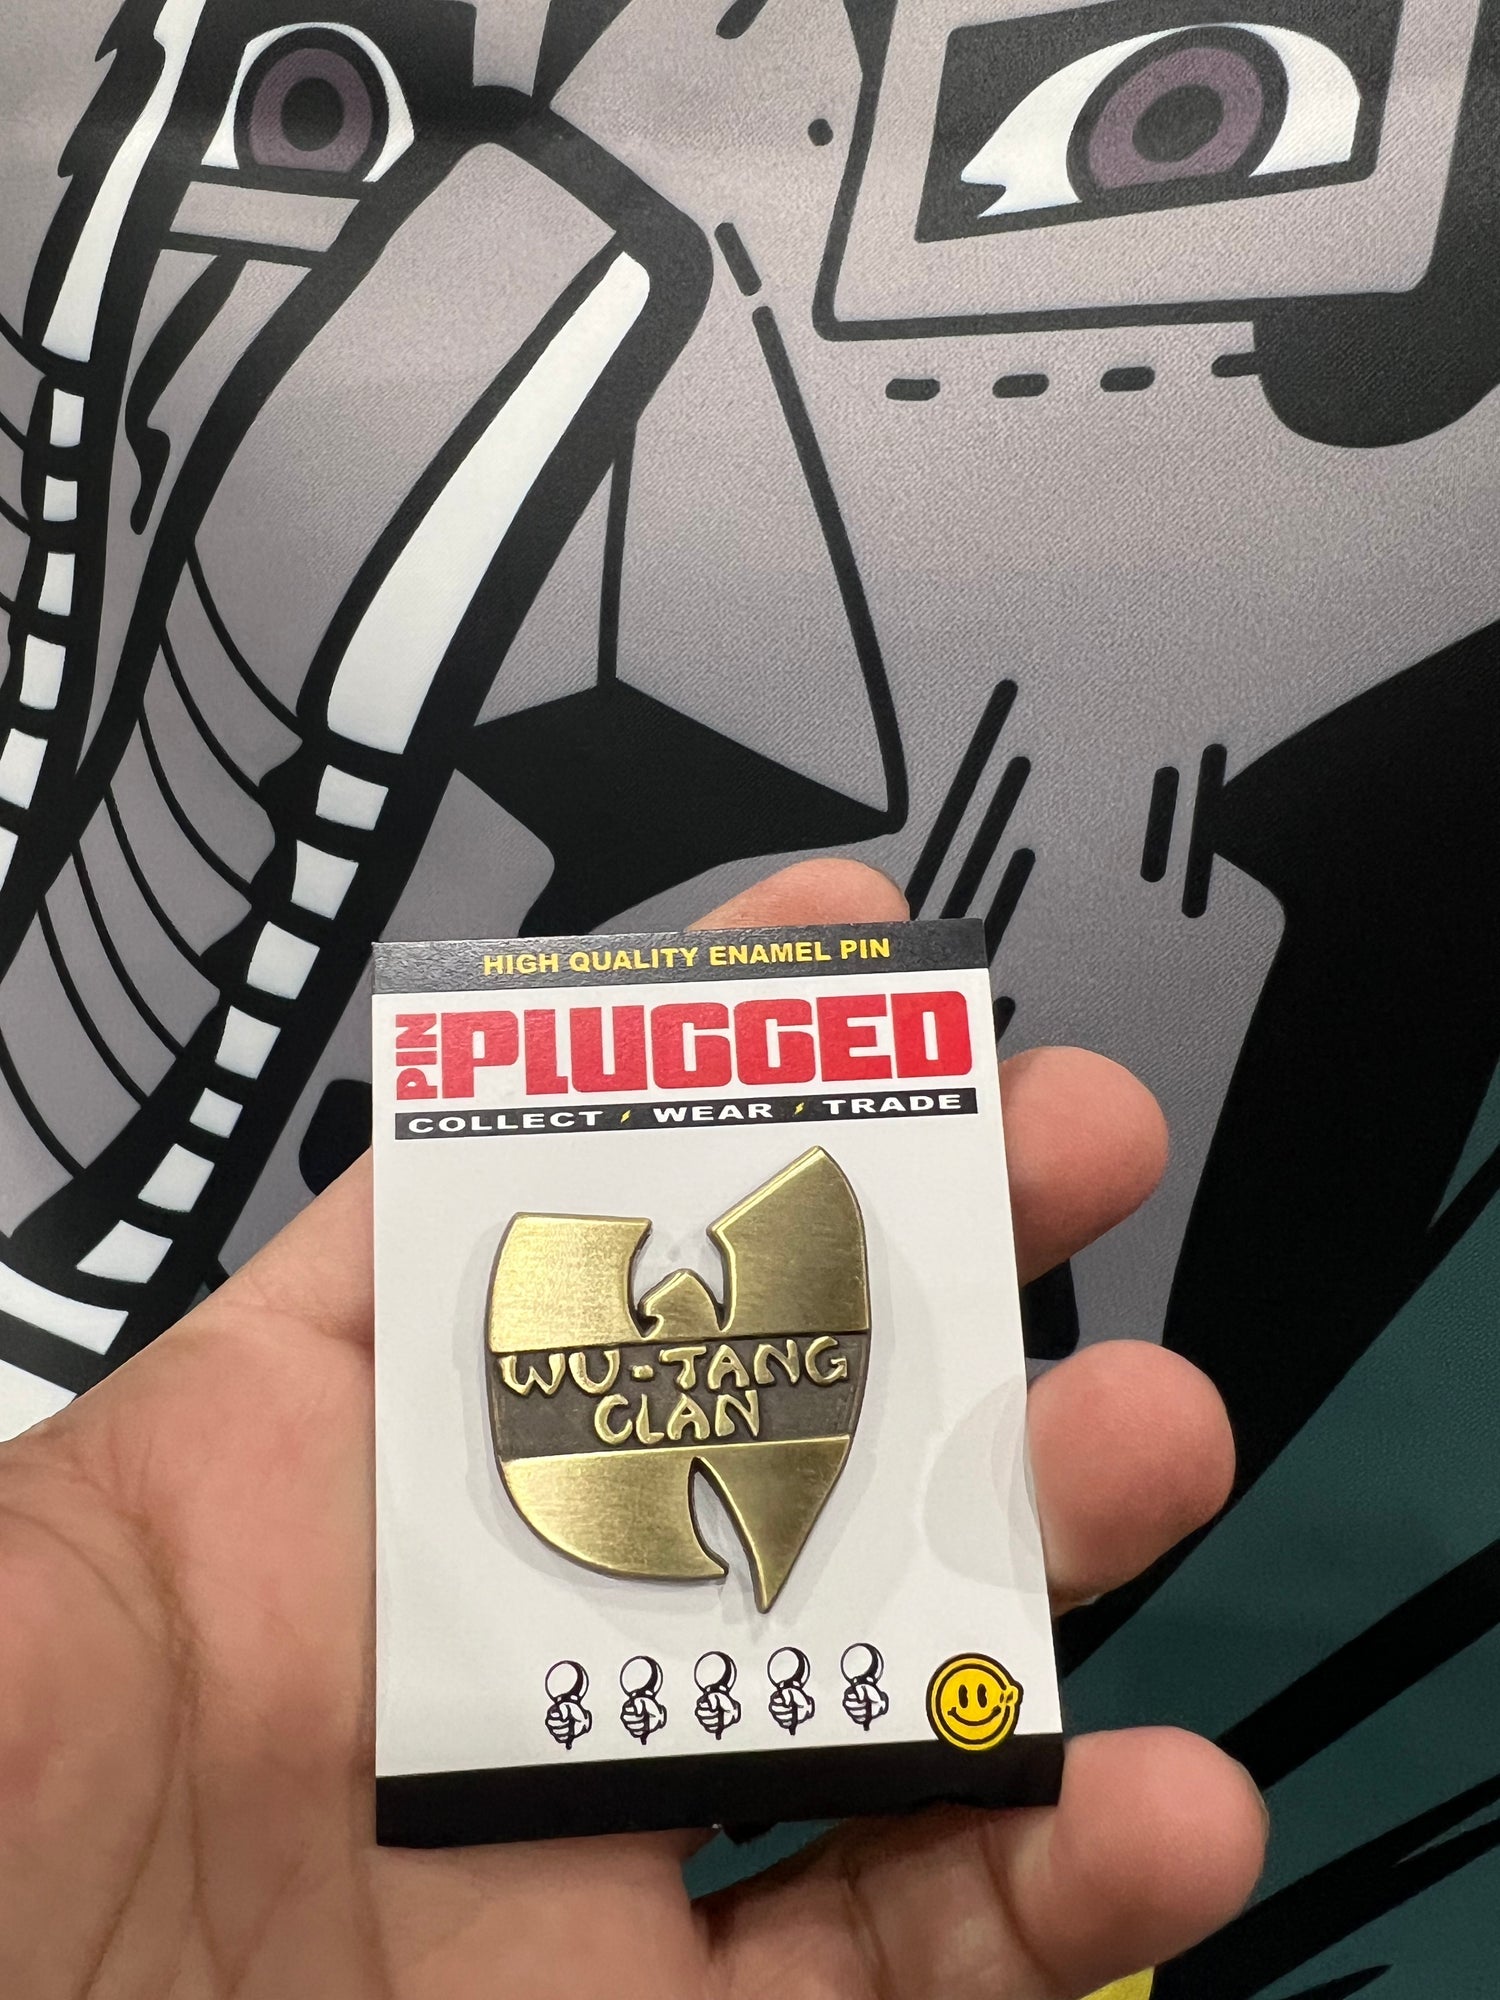 HIGH QUALITY ENAMEL PIN
PIN PLUGGED
COLLECT WEAR TRADE
WU-TANG
CLAN